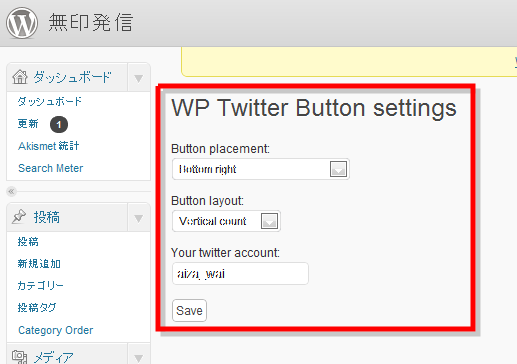 無印発信
ダッシュボード
ダッシュボード
更新 1
Akismet 統計
Search Meter
投稿
投稿
新規追加
カテゴリー
投稿タグ
Category Order
メディア
WP Twitter Button settings
Button placement:
Bottom right
Button layout:
Vertical count
Your twitter account:
Save